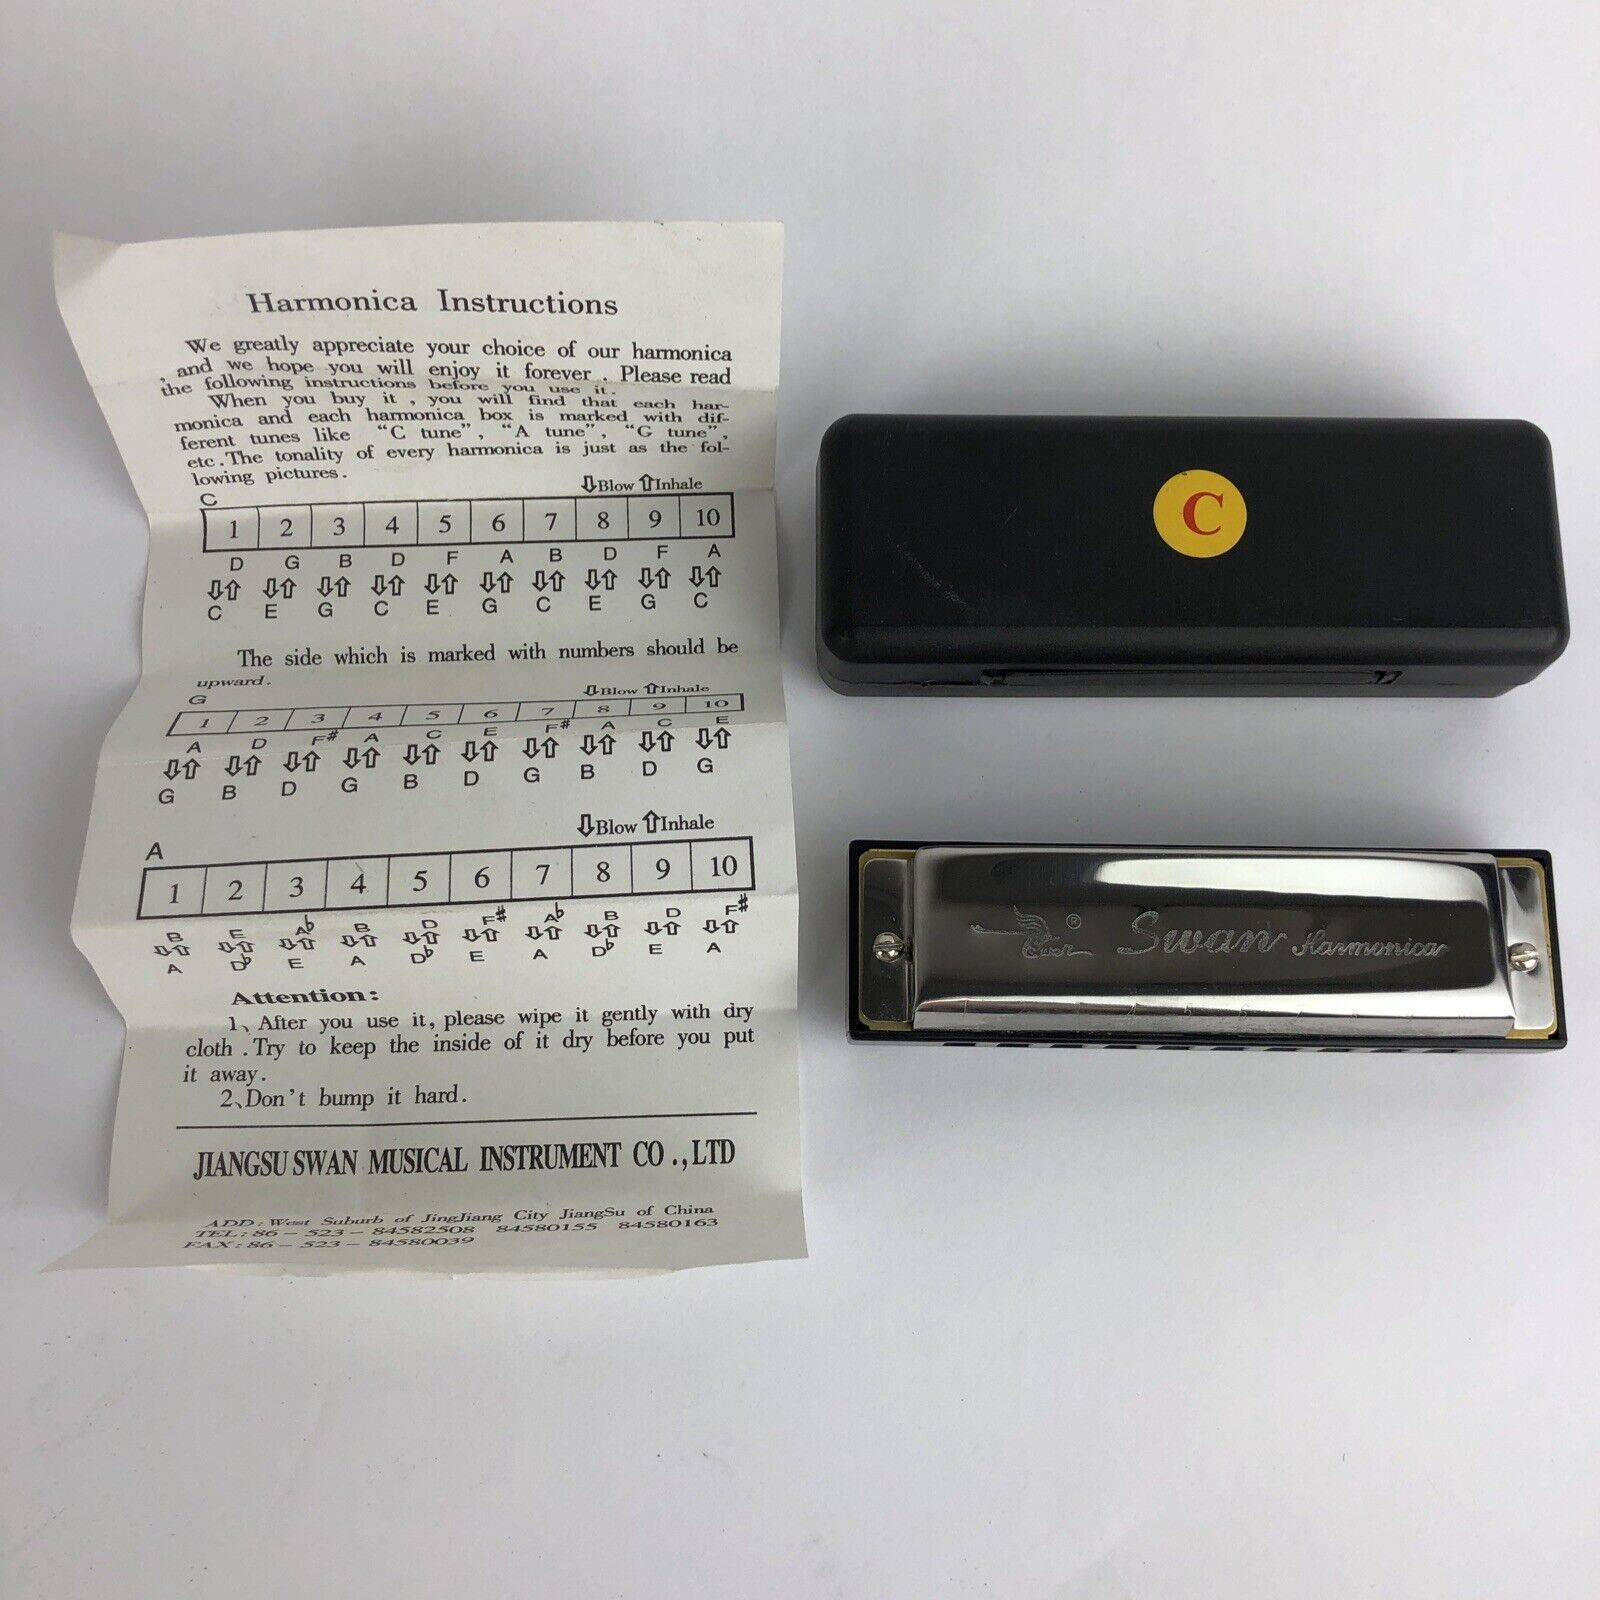 Harmonica Instructions
We greatly appreciate your choice of our harmonica
, and we hope you will enjoy it forever . Please read
the following instructions before you use it.
When you buy it , you will find that each har-
monica and each harmonica box is marked with dif-
ferent tunes like "C tune", "A tune", "G tune",
etc .The tonality of every harmonica is just as the fol-
lowing pictures.
⇩Blow ⇧Inhale
C
1 2 3 4 5 6 7 8 9 10
D G B D F A B D F A
⇩⇧ ⇩⇧ ⇩⇧ ⇩⇧ ⇩⇧ ⇩⇧ ⇩⇧ ⇩⇧ ⇩⇧ ⇩⇧
C E G C E G C E G C
The side which is marked with numbers should be
upward.
⇩Blow ⇧Inhale
G
1 2 3 4 5 6 7 8 9 10
A D F# A C E F# A C E
⇩⇧ ⇩⇧ ⇩⇧ ⇩⇧ ⇩⇧ ⇩⇧ ⇩⇧ ⇩⇧ ⇩⇧ ⇩⇧
G B D G B D G B D G
⇩Blow ⇧Inhale
A
1 2 3 4 5 6 7 8 9 10
B E A♭ B D F# A♭ B D F#
⇩⇧ ⇩⇧ ⇩⇧ ⇩⇧ ⇩⇧ ⇩⇧ ⇩⇧ ⇩⇧ ⇩⇧ ⇩⇧
A D♭ E A D♭ E A D♭ E A
Attention:
1、After you use it, please wipe it gently with dry
cloth .Try to keep the inside of it dry before you put
it away.
2、Don't bump it hard.
JIANGSU SWAN MUSICAL INSTRUMENT CO .,LTD
ADD: West Suburb of JingJiang City JiangSu of China
TEL: 86-523-84582508 84580155 84580163
FAX: 86-523-84580039
C
® Swan Harmonica